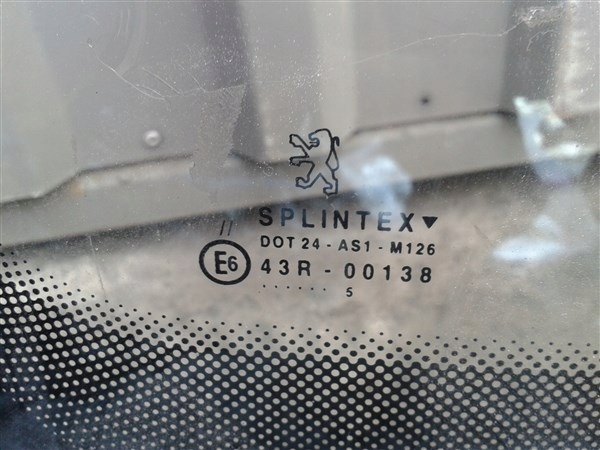 // SPLINTEX▼
DOT 24 - AS1 - M126
E6 43R - 00138
...... 5